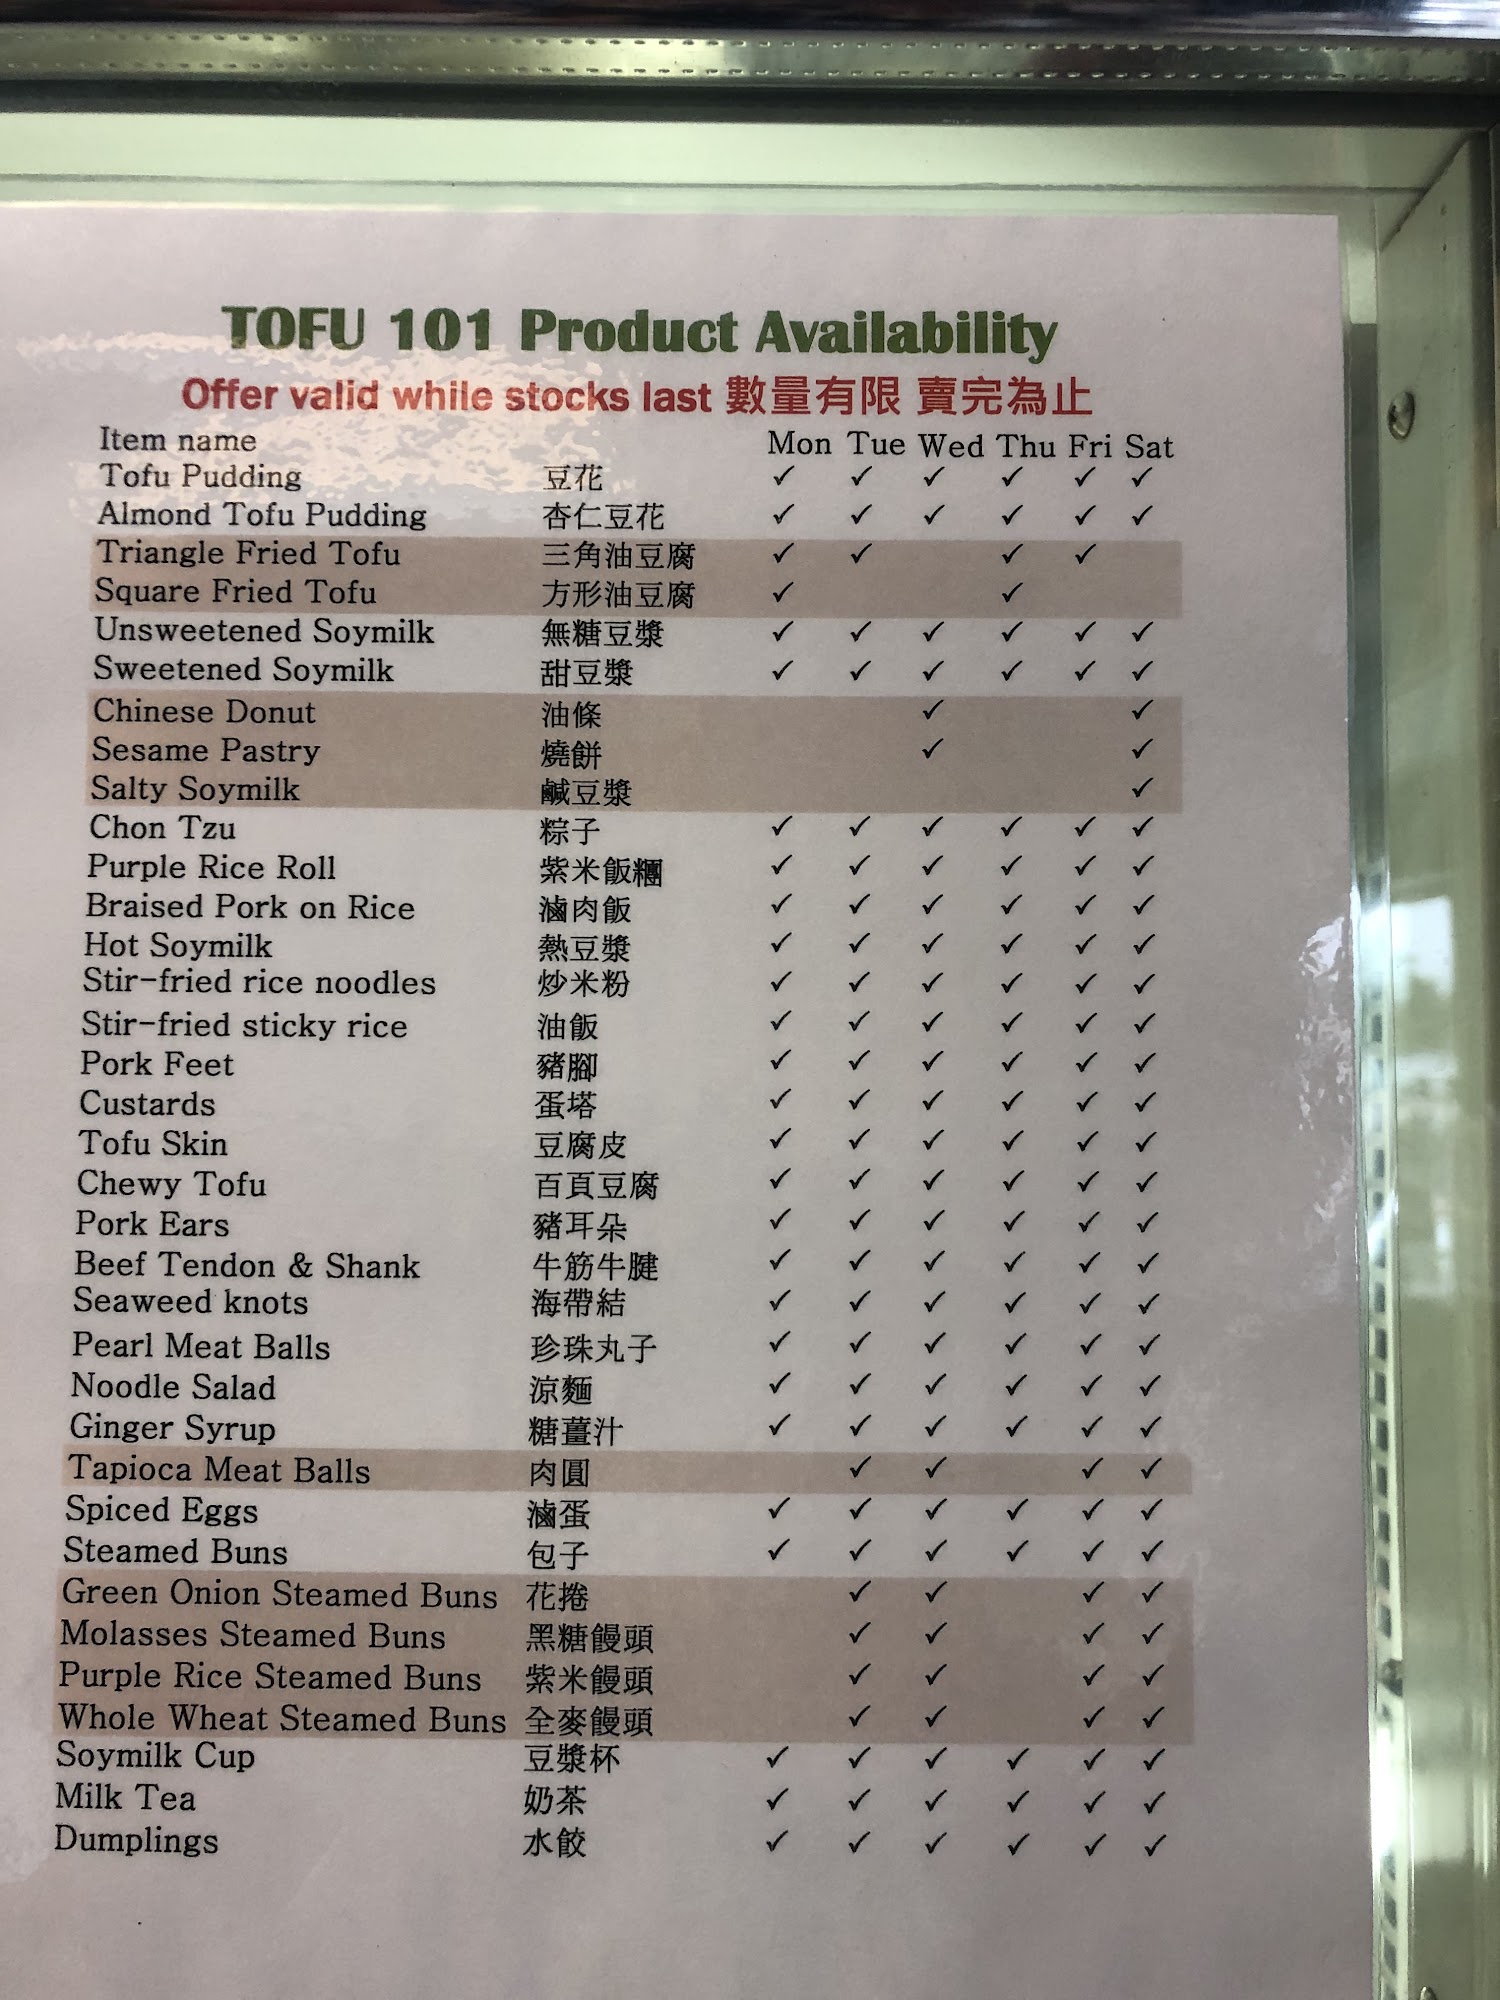 TOFU 101 Product Availability
Offer valid while stocks last 數量有限 賣完為止
Item name Mon Tue Wed Thu Fri Sat
Tofu Pudding 豆花 ✓ ✓ ✓ ✓ ✓ ✓
Almond Tofu Pudding 杏仁豆花 ✓ ✓ ✓ ✓ ✓ ✓
Triangle Fried Tofu 三角油豆腐 ✓ ✓ ✓ ✓
Square Fried Tofu 方形油豆腐 ✓ ✓
Unsweetened Soymilk 無糖豆漿 ✓ ✓ ✓ ✓ ✓ ✓
Sweetened Soymilk 甜豆漿 ✓ ✓ ✓ ✓ ✓ ✓
Chinese Donut 油條 ✓ ✓
Sesame Pastry 燒餅 ✓ ✓
Salty Soymilk 鹹豆漿 ✓
Chon Tzu 粽子 ✓ ✓ ✓ ✓ ✓ ✓
Purple Rice Roll 紫米飯糰 ✓ ✓ ✓ ✓ ✓ ✓
Braised Pork on Rice 滷肉飯 ✓ ✓ ✓ ✓ ✓ ✓
Hot Soymilk 熱豆漿 ✓ ✓ ✓ ✓ ✓ ✓
Stir-fried rice noodles 炒米粉 ✓ ✓ ✓ ✓ ✓ ✓
Stir-fried sticky rice 油飯 ✓ ✓ ✓ ✓ ✓ ✓
Pork Feet 豬腳 ✓ ✓ ✓ ✓ ✓ ✓
Custards 蛋塔 ✓ ✓ ✓ ✓ ✓ ✓
Tofu Skin 豆腐皮 ✓ ✓ ✓ ✓ ✓ ✓
Chewy Tofu 百頁豆腐 ✓ ✓ ✓ ✓ ✓ ✓
Pork Ears 豬耳朵 ✓ ✓ ✓ ✓ ✓ ✓
Beef Tendon & Shank 牛筋牛腱 ✓ ✓ ✓ ✓ ✓ ✓
Seaweed knots 海帶結 ✓ ✓ ✓ ✓ ✓ ✓
Pearl Meat Balls 珍珠丸子 ✓ ✓ ✓ ✓ ✓ ✓
Noodle Salad 涼麵 ✓ ✓ ✓ ✓ ✓ ✓
Ginger Syrup 糖薑汁 ✓ ✓ ✓ ✓ ✓ ✓
Tapioca Meat Balls 肉圓 ✓ ✓ ✓ ✓
Spiced Eggs 滷蛋 ✓ ✓ ✓ ✓ ✓ ✓
Steamed Buns 包子 ✓ ✓ ✓ ✓ ✓ ✓
Green Onion Steamed Buns 花捲 ✓ ✓ ✓ ✓
Molasses Steamed Buns 黑糖饅頭 ✓ ✓ ✓ ✓
Purple Rice Steamed Buns 紫米饅頭 ✓ ✓ ✓ ✓
Whole Wheat Steamed Buns 全麥饅頭 ✓ ✓ ✓ ✓
Soymilk Cup 豆漿杯 ✓ ✓ ✓ ✓ ✓ ✓
Milk Tea 奶茶 ✓ ✓ ✓ ✓ ✓ ✓
Dumplings 水餃 ✓ ✓ ✓ ✓ ✓ ✓